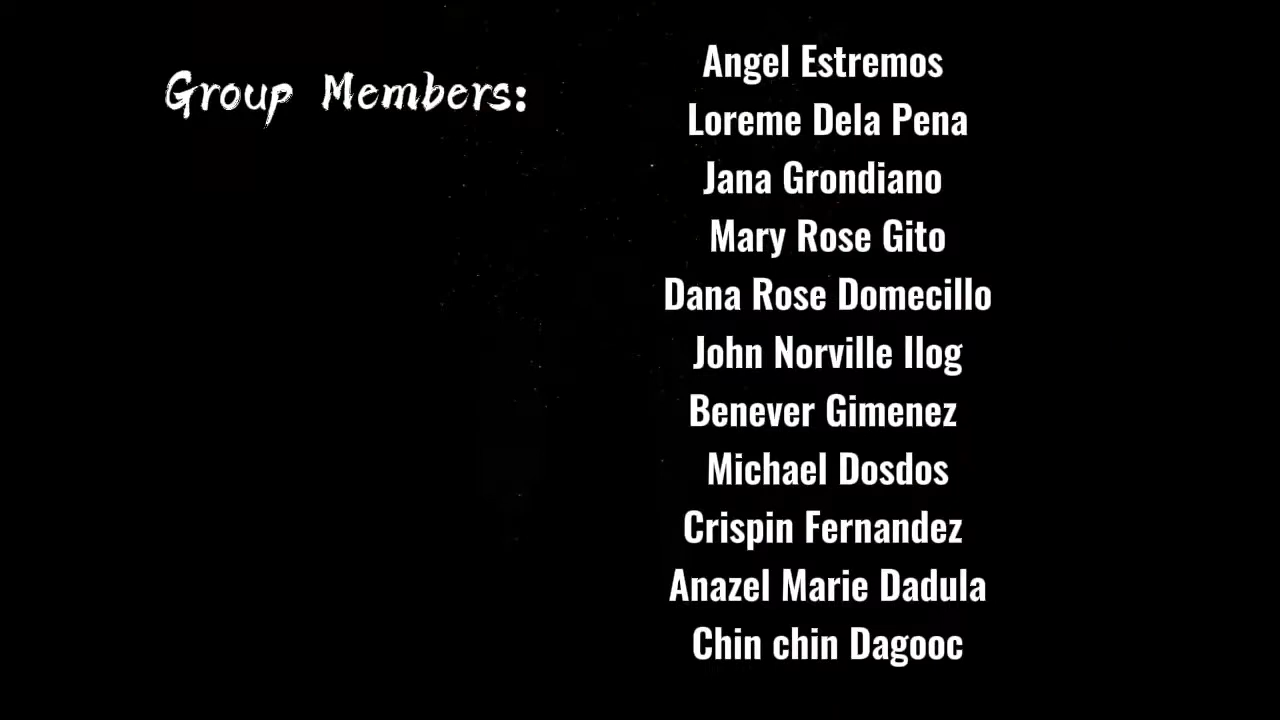 Group Members:
Angel Estremos
Loreme Dela Pena
Jana Grondiano
Mary Rose Gito
Dana Rose Domecillo
John Norville Ilog
Benever Gimenez
Michael Dosdos
Crispin Fernandez
Anazel Marie Dadula
Chin chin Dagooc